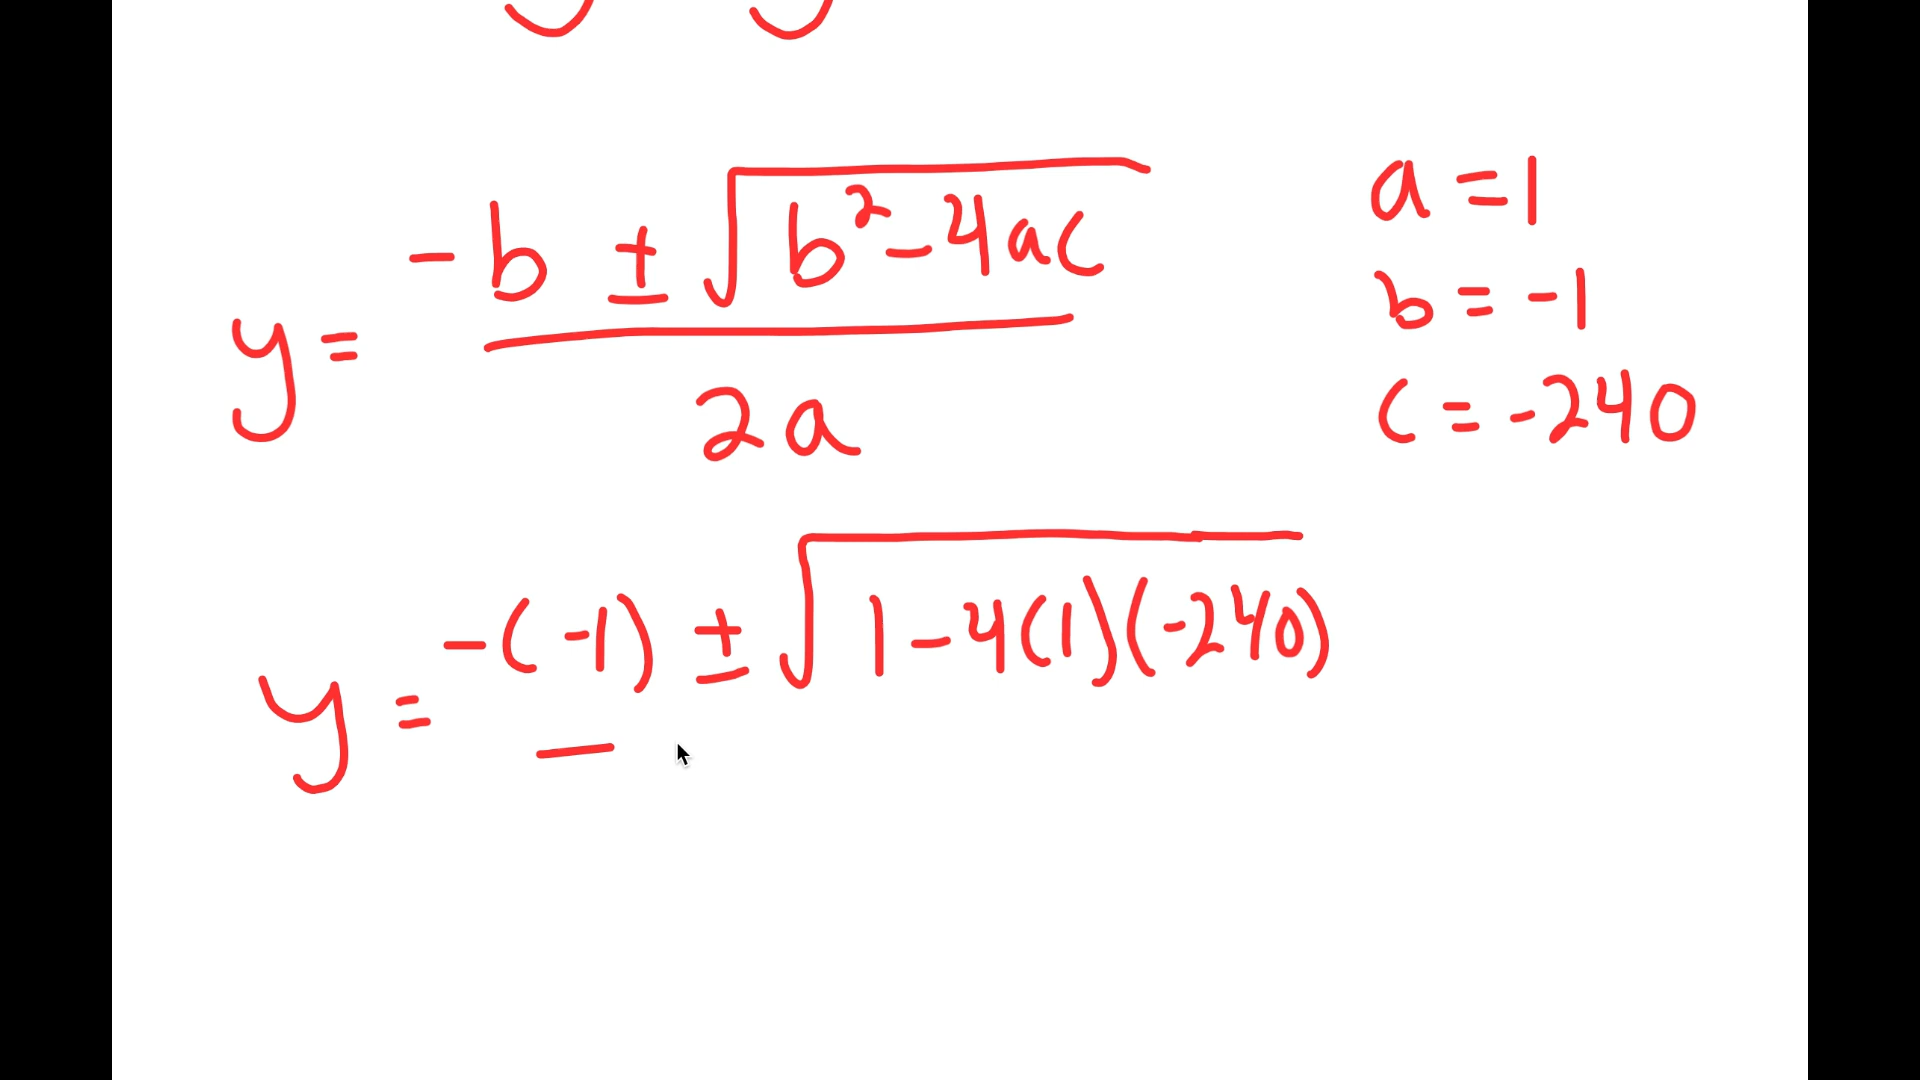 y = -b ± √b²-4ac / 2a
a = 1
b = -1
c = -240
y = -(-1) ± √1-4(1)(-240)